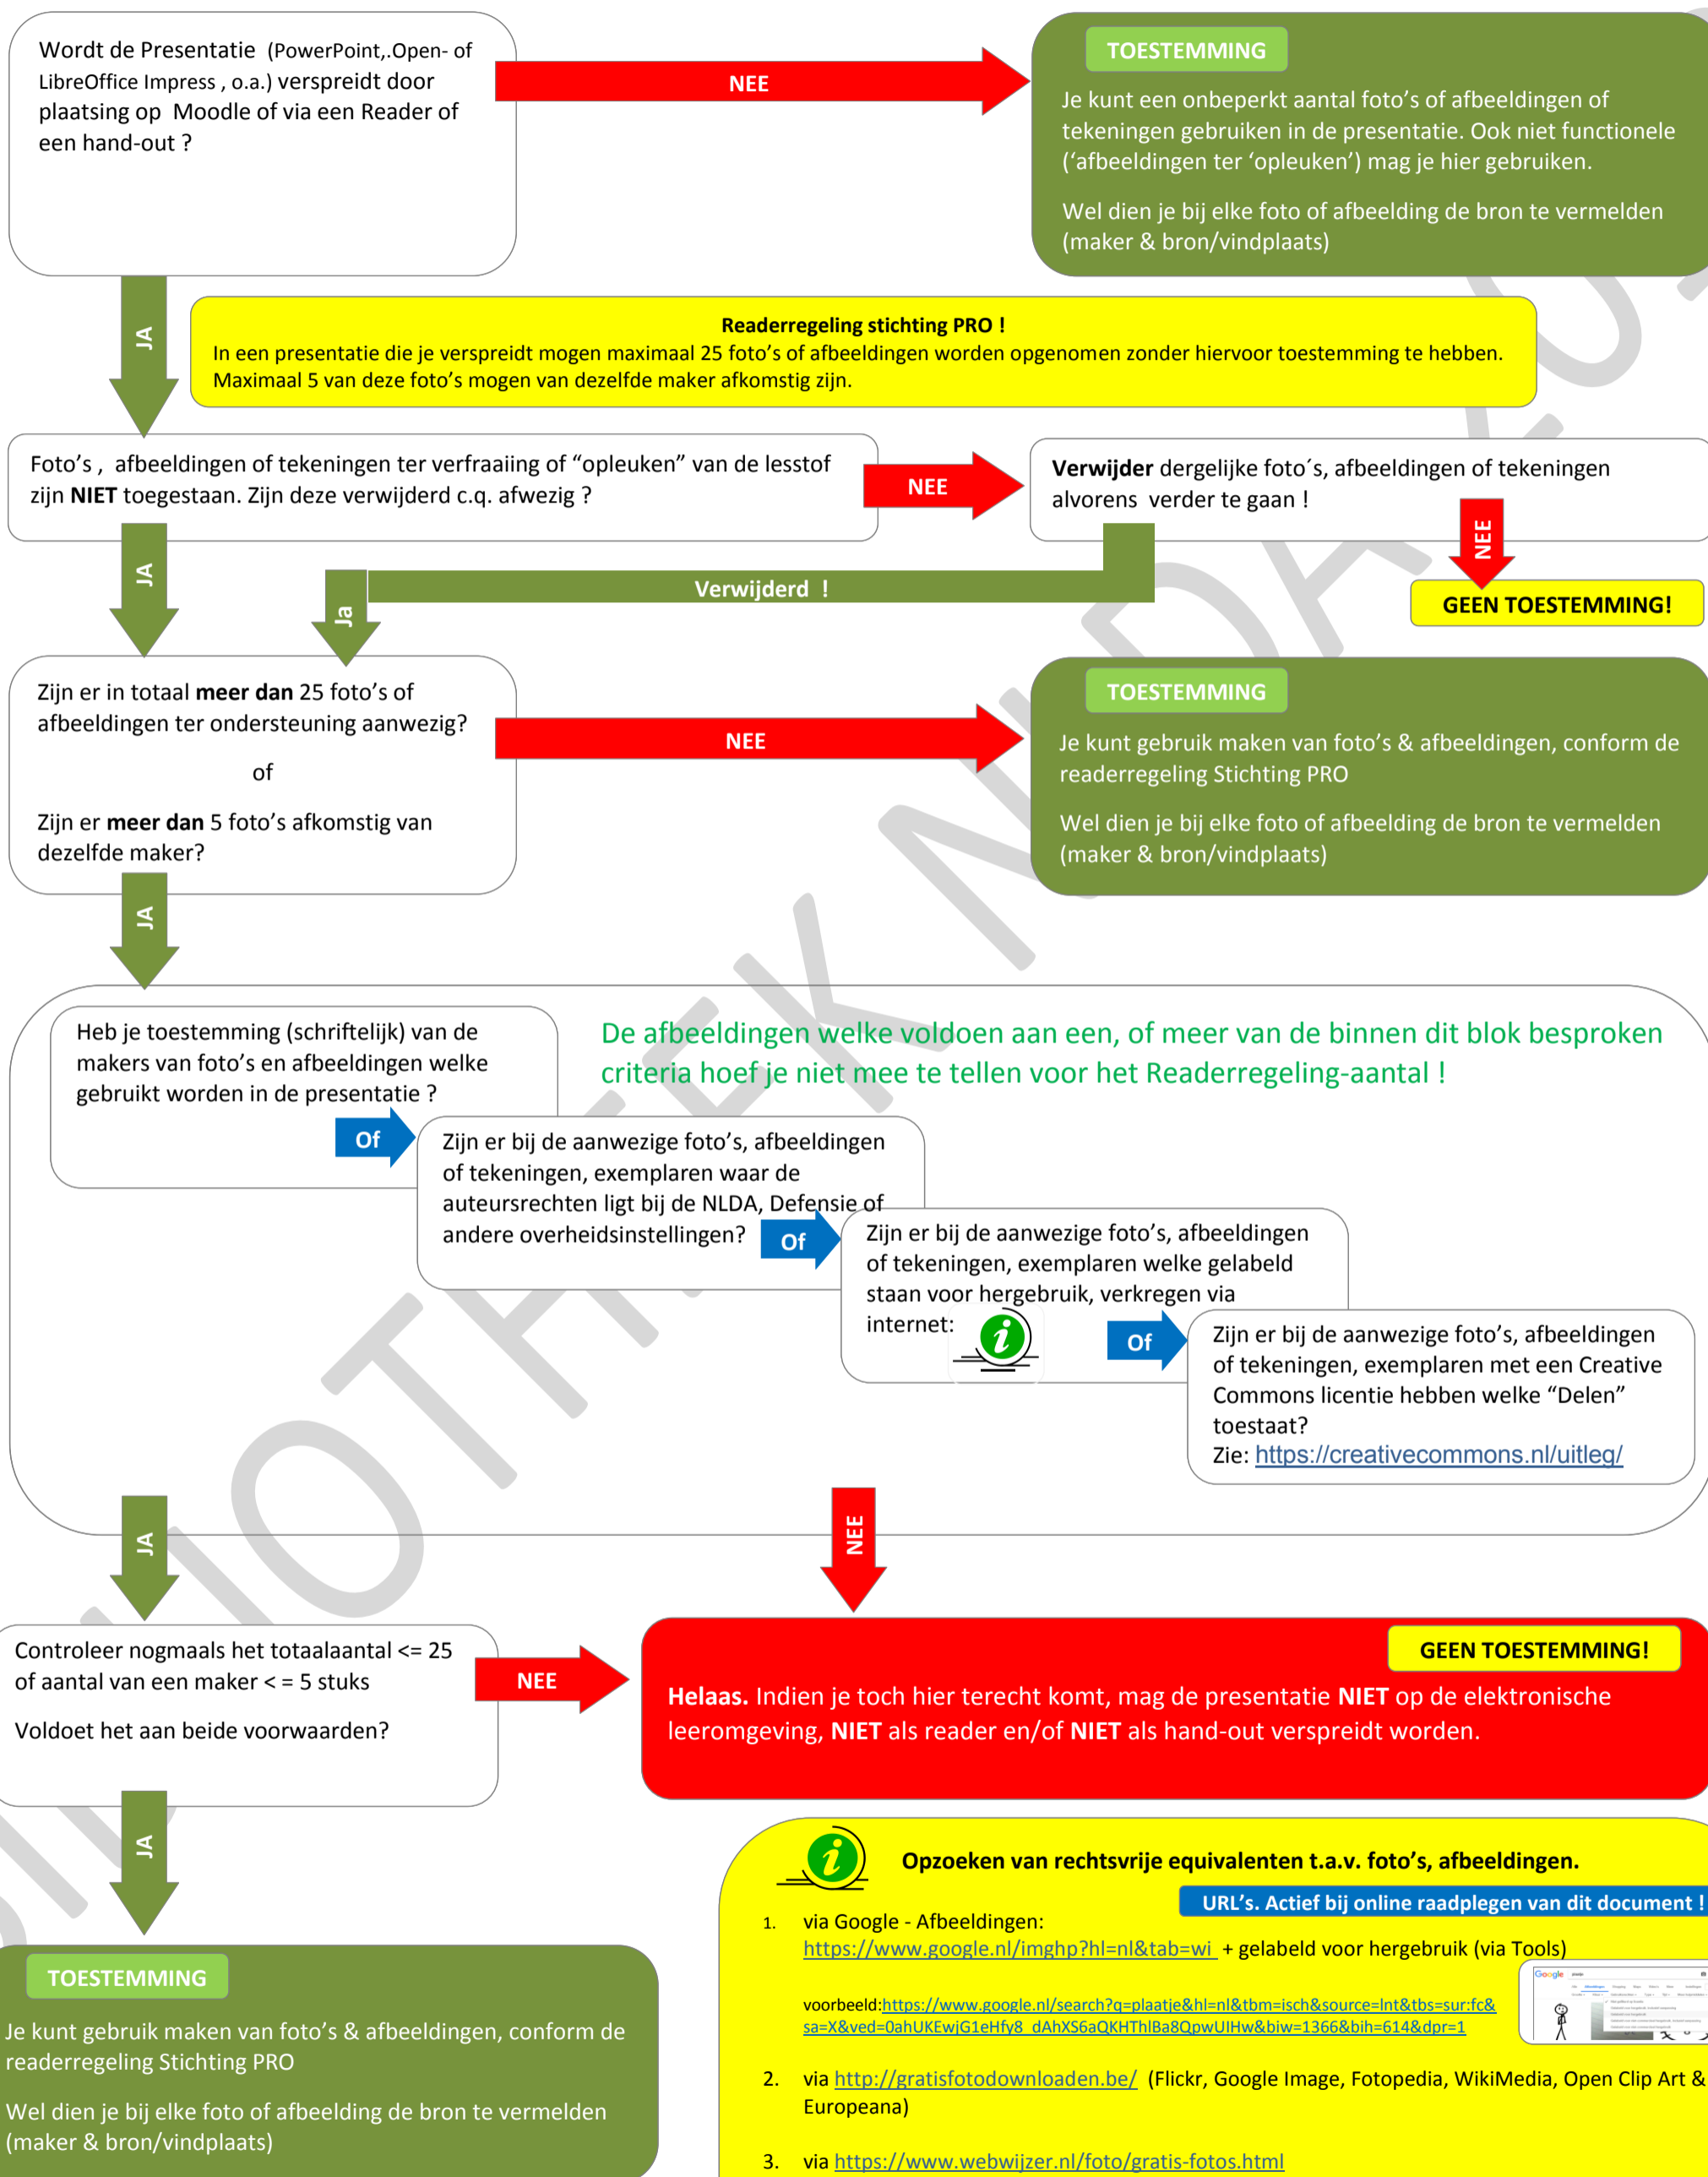 Wordt de Presentatie (PowerPoint,.Open- of
LibreOffice Impress , o.a.) verspreidt door
plaatsing op Moodle of via een Reader of
een hand-out ?
NEE
TOESTEMMING
Je kunt een onbeperkt aantal foto’s of afbeeldingen of
tekeningen gebruiken in de presentatie. Ook niet functionele
(‘afbeeldingen ter ‘opleuken’) mag je hier gebruiken.
Wel dien je bij elke foto of afbeelding de bron te vermelden
(maker & bron/vindplaats)
JA
Readerregeling stichting PRO !
In een presentatie die je verspreidt mogen maximaal 25 foto’s of afbeeldingen worden opgenomen zonder hiervoor toestemming te hebben.
Maximaal 5 van deze foto’s mogen van dezelfde maker afkomstig zijn.
Foto’s , afbeeldingen of tekeningen ter verfraaiing of “opleuken” van de lesstof
zijn NIET toegestaan. Zijn deze verwijderd c.q. afwezig ?
NEE
Verwijder dergelijke foto´s, afbeeldingen of tekeningen
alvorens verder te gaan !
NEE
GEEN TOESTEMMING!
JA
Verwijderd !
Ja
Zijn er in totaal meer dan 25 foto’s of
afbeeldingen ter ondersteuning aanwezig?
of
Zijn er meer dan 5 foto’s afkomstig van
dezelfde maker?
NEE
TOESTEMMING
Je kunt gebruik maken van foto’s & afbeeldingen, conform de
readerregeling Stichting PRO
Wel dien je bij elke foto of afbeelding de bron te vermelden
(maker & bron/vindplaats)
JA
Heb je toestemming (schriftelijk) van de
makers van foto’s en afbeeldingen welke
gebruikt worden in de presentatie ?
De afbeeldingen welke voldoen aan een, of meer van de binnen dit blok besproken
criteria hoef je niet mee te tellen voor het Readerregeling-aantal !
Of
Zijn er bij de aanwezige foto’s, afbeeldingen
of tekeningen, exemplaren waar de
auteursrechten ligt bij de NLDA, Defensie of
andere overheidsinstellingen?
Of
Zijn er bij de aanwezige foto’s, afbeeldingen
of tekeningen, exemplaren welke gelabeld
staan voor hergebruik, verkregen via
internet:
i
Of
Zijn er bij de aanwezige foto’s, afbeeldingen
of tekeningen, exemplaren met een Creative
Commons licentie hebben welke “Delen”
toestaat?
Zie: https://creativecommons.nl/uitleg/
JA
NEE
Controleer nogmaals het totaalaantal <= 25
of aantal van een maker < = 5 stuks
Voldoet het aan beide voorwaarden?
NEE
GEEN TOESTEMMING!
Helaas. Indien je toch hier terecht komt, mag de presentatie NIET op de elektronische
leeromgeving, NIET als reader en/of NIET als hand-out verspreidt worden.
JA
TOESTEMMING
Je kunt gebruik maken van foto’s & afbeeldingen, conform de
readerregeling Stichting PRO
Wel dien je bij elke foto of afbeelding de bron te vermelden
(maker & bron/vindplaats)
i
Opzoeken van rechtsvrije equivalenten t.a.v. foto’s, afbeeldingen.
URL’s. Actief bij online raadplegen van dit document !
1. via Google - Afbeeldingen:
https://www.google.nl/imghp?hl=nl&tab=wi + gelabeld voor hergebruik (via Tools)
Google
voorbeeld:https://www.google.nl/search?q=plaatje&hl=nl&tbm=isch&source=lnt&tbs=sur:fc&
sa=X&ved=0ahUKEwjG1eHfy8_dAhXS6aQKHThlBa8QpwUIHw&biw=1366&bih=614&dpr=1
2. via http://gratisfotodownloaden.be/ (Flickr, Google Image, Fotopedia, WikiMedia, Open Clip Art &
Europeana)
3. via https://www.webwijzer.nl/foto/gratis-fotos.html